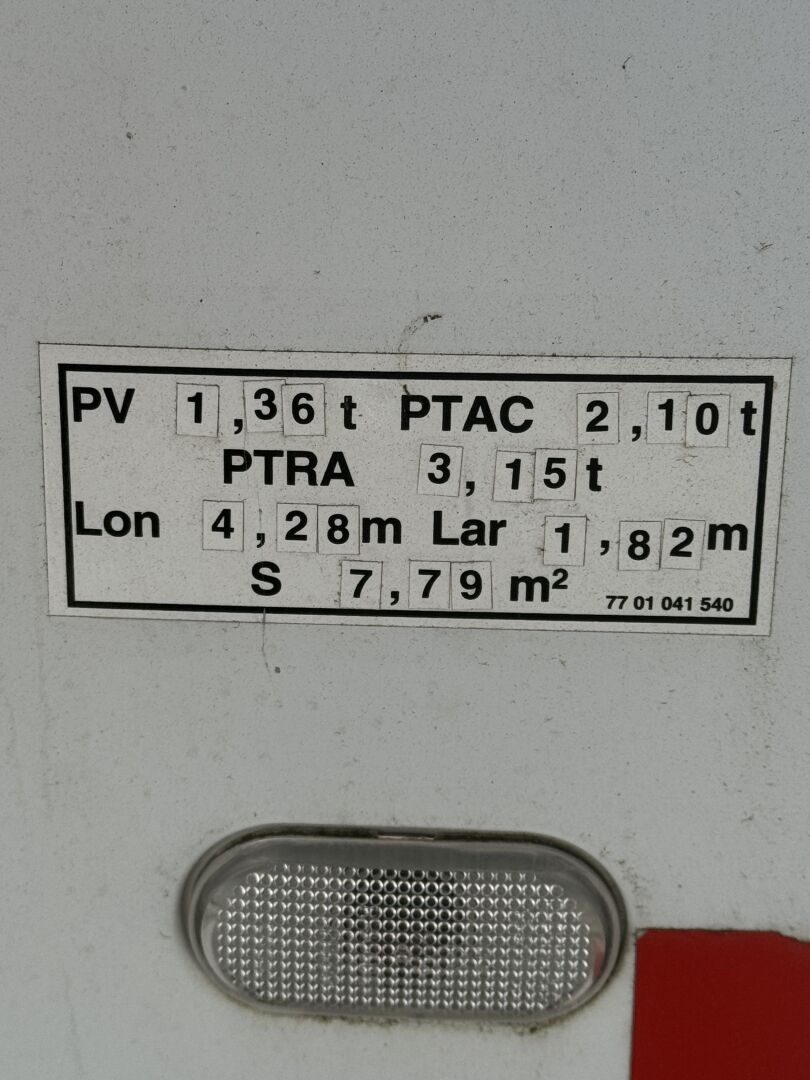 PV 1,36 t PTAC 2,10 t
PTRA 3,15 t
Lon 4,28 m Lar 1,82 m
S 7,79 m²
77 01 041 540